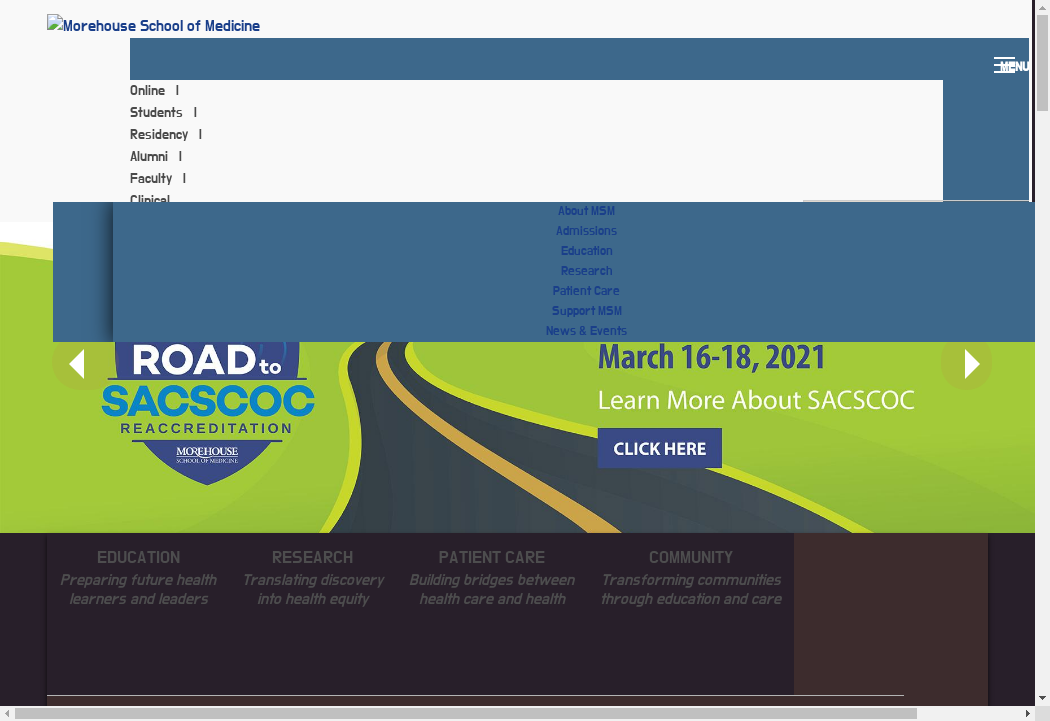 Morehouse School of Medicine
MENU
Online |
Students |
Residency |
Alumni |
Faculty |
Clinical
About MSM
Admissions
Education
Research
Patient Care
Support MSM
News & Events
ROAD to
SACSCOC
REACCREDITATION
MOREHOUSE
SCHOOL OF MEDICINE
March 16-18, 2021
Learn More About SACSCOC
CLICK HERE
EDUCATION
Preparing future health
learners and leaders
RESEARCH
Translating discovery
into health equity
PATIENT CARE
Building bridges between
health care and health
COMMUNITY
Transforming communities
through education and care